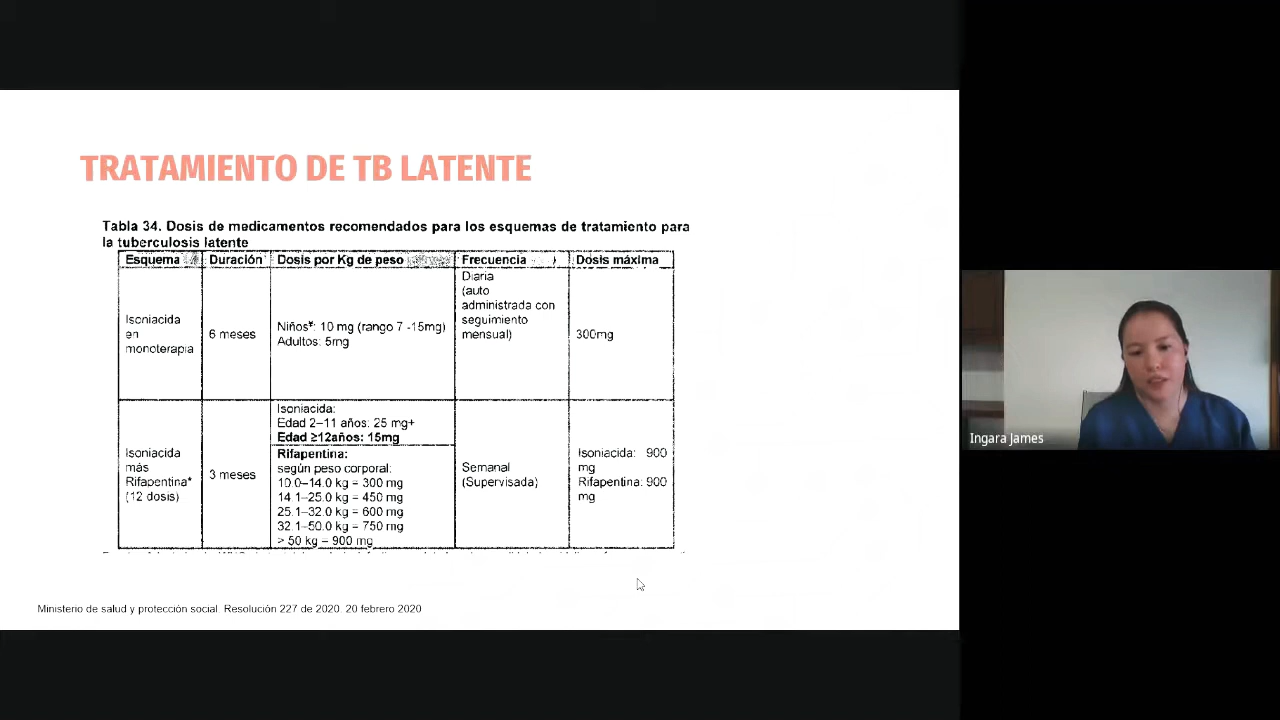 TRATAMIENTO DE TB LATENTE
Tabla 34. Dosis de medicamentos recomendados para los esquemas de tratamiento para
la tuberculosis latente
Esquema
Duración
Dosis por Kg de peso
Frecuencia
Dosis máxima
Isoniacida
en
monoterapia
6 meses
Niños¥: 10 mg (rango 7 -15mg)
Adultos: 5mg
Diaria
(auto
administrada con
seguimiento
mensual)
300mg
Isoniacida
más
Rifapentina*
(12 dosis)
3 meses
Isoniacida:
Edad 2–11 años: 25 mg+
Edad ≥12años: 15mg
Rifapentina:
según peso corporal:
10.0–14.0 kg = 300 mg
14.1–25.0 kg = 450 mg
25.1–32.0 kg = 600 mg
32.1–50.0 kg = 750 mg
> 50 kg = 900 mg
Semanal
(Supervisada)
Isoniacida: 900
mg
Rifapentina: 900
mg
Ministerio de salud y protección social. Resolución 227 de 2020. 20 febrero 2020
Ingara James